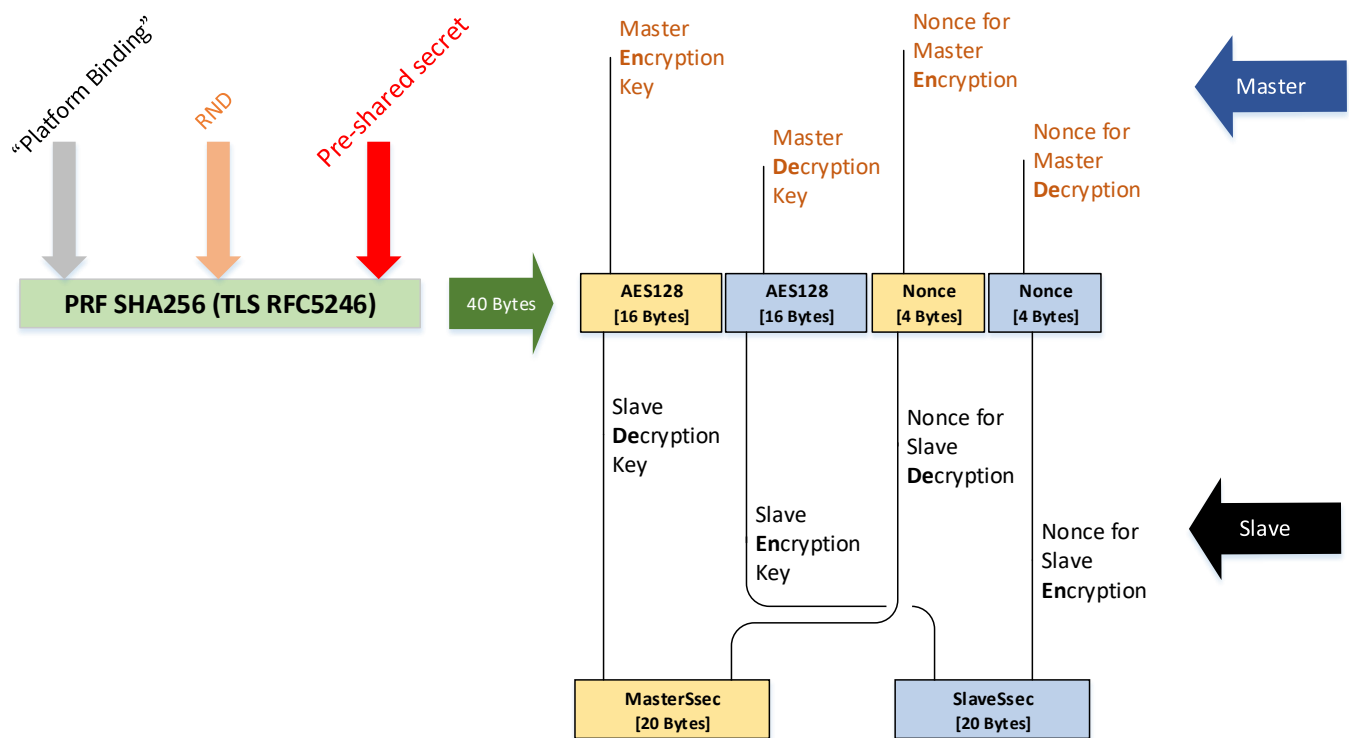 “Platform Binding”
RND
Pre-shared secret
PRF SHA256 (TLS RFC5246)
40 Bytes
Master
Encryption
Key
Master
Decryption
Key
Nonce for
Master
Encryption
Nonce for
Master
Decryption
Master
AES128
[16 Bytes]
AES128
[16 Bytes]
Nonce
[4 Bytes]
Nonce
[4 Bytes]
Slave
Decryption
Key
Slave
Encryption
Key
Nonce for
Slave
Decryption
Nonce for
Slave
Encryption
Slave
MasterSsec
[20 Bytes]
SlaveSsec
[20 Bytes]